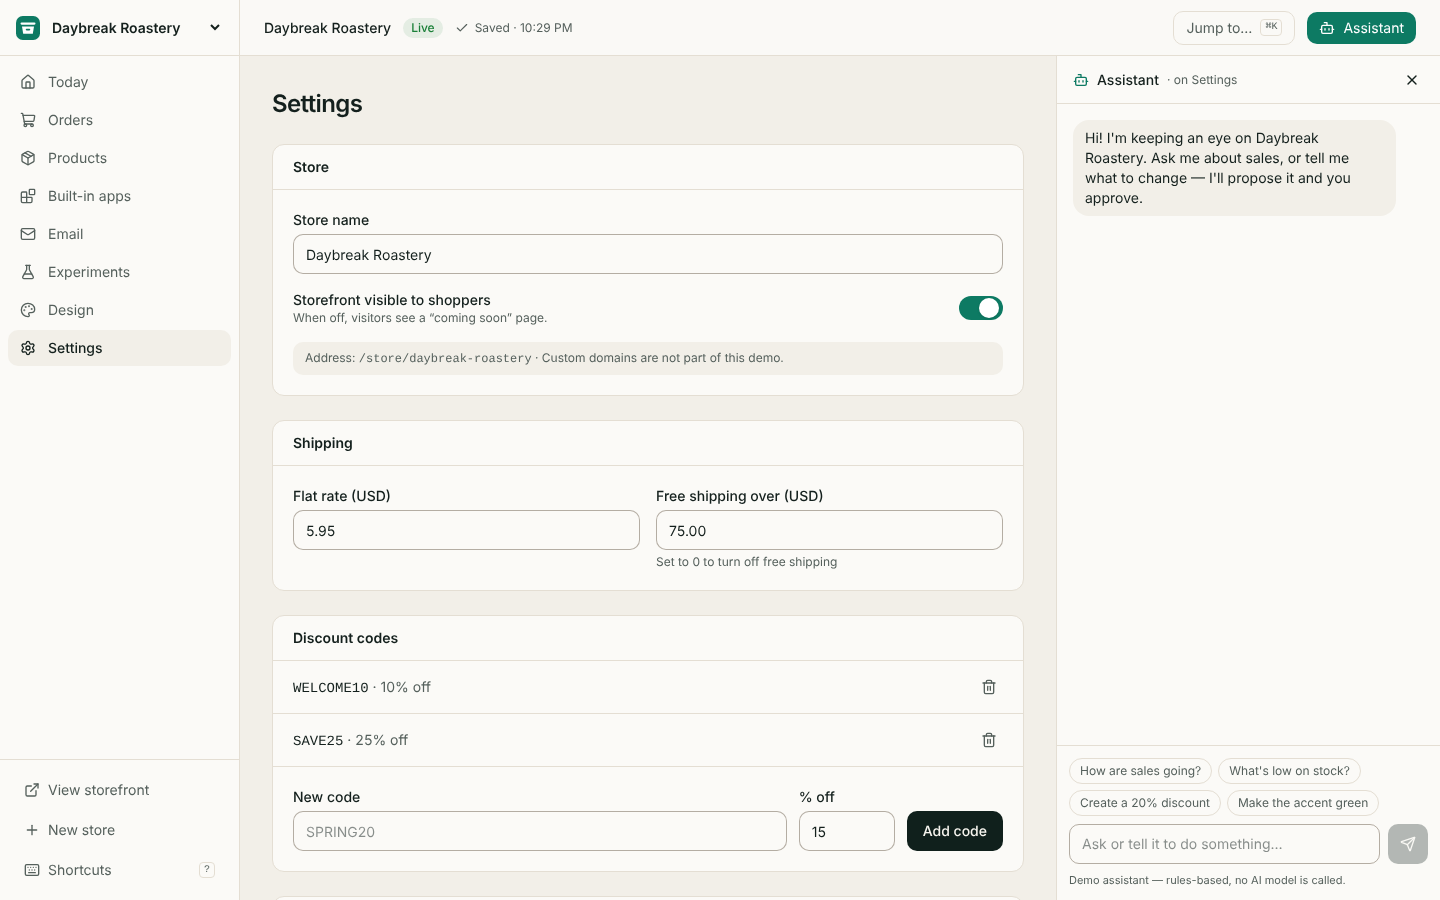 Daybreak Roastery
Today
Orders
Products
Built-in apps
Email
Experiments
Design
Settings
View storefront
New store
Shortcuts ?
Daybreak Roastery Live Saved · 10:29 PM
Jump to... ⌘K Assistant
Settings
Store
Store name
Daybreak Roastery
Storefront visible to shoppers
When off, visitors see a “coming soon” page.
Address: /store/daybreak-roastery · Custom domains are not part of this demo.
Shipping
Flat rate (USD) Free shipping over (USD)
5.95 75.00
Set to 0 to turn off free shipping
Discount codes
WELCOME10 · 10% off
SAVE25 · 25% off
New code % off
SPRING20 15 Add code
Assistant · on Settings
Hi! I'm keeping an eye on Daybreak
Roastery. Ask me about sales, or tell me
what to change — I'll propose it and you
approve.
How are sales going? What's low on stock?
Create a 20% discount Make the accent green
Ask or tell it to do something...
Demo assistant — rules-based, no AI model is called.